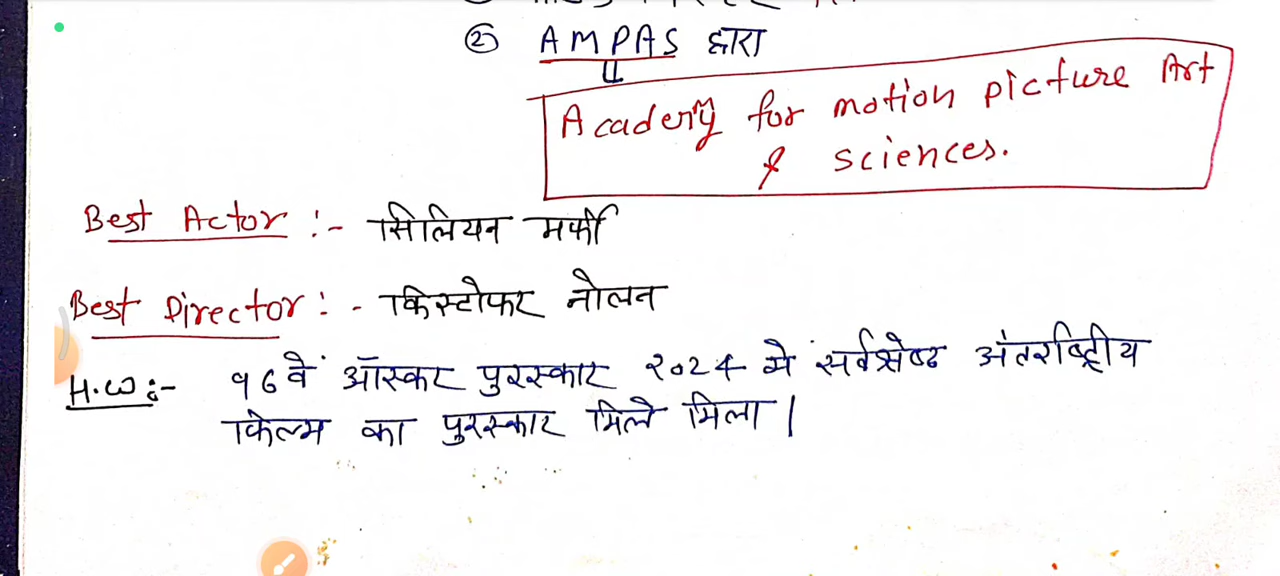 ② AMPAS द्वारा
Academy for motion picture Art
& sciences.
Best Actor :- सिलियन मर्फी
Best Director :- क्रिस्टोफर नोलन
H.W :- 96 वें ऑस्कर पुरस्कार २०२4 मे सर्वश्रेष्ठ अंतर्राष्ट्रीय
फिल्म का पुरस्कार मिले मिला |